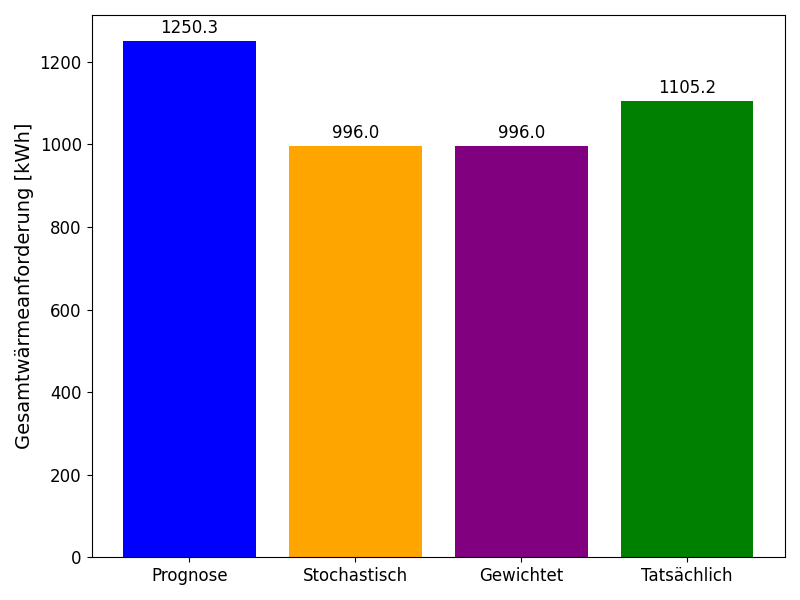 1250.3
996.0
996.0
1105.2
Gesamtwärmeanforderung [kWh]
1200
1000
800
600
400
200
0
Prognose
Stochastisch
Gewichtet
Tatsächlich